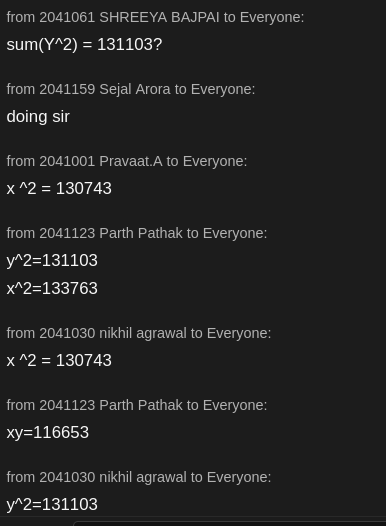 from 2041061 SHREEYA BAJPAI to Everyone:
sum(Y^2) = 131103?
from 2041159 Sejal Arora to Everyone:
doing sir
from 2041001 Pravaat.A to Everyone:
x ^2 = 130743
from 2041123 Parth Pathak to Everyone:
y^2=131103
x^2=133763
from 2041030 nikhil agrawal to Everyone:
x ^2 = 130743
from 2041123 Parth Pathak to Everyone:
xy=116653
from 2041030 nikhil agrawal to Everyone:
y^2=131103